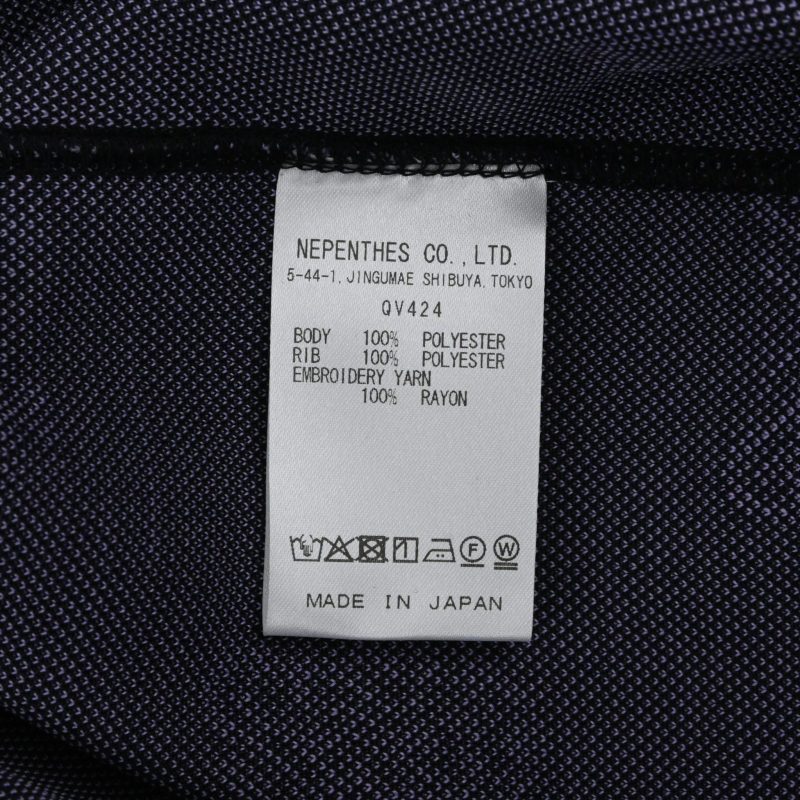 NEPENTHES CO.,LTD.
5-44-1, JINGUMAE SHIBUYA, TOKYO
QV424
BODY 100% POLYESTER
RIB 100% POLYESTER
EMBROIDERY YARN
100% RAYON
F W
MADE IN JAPAN